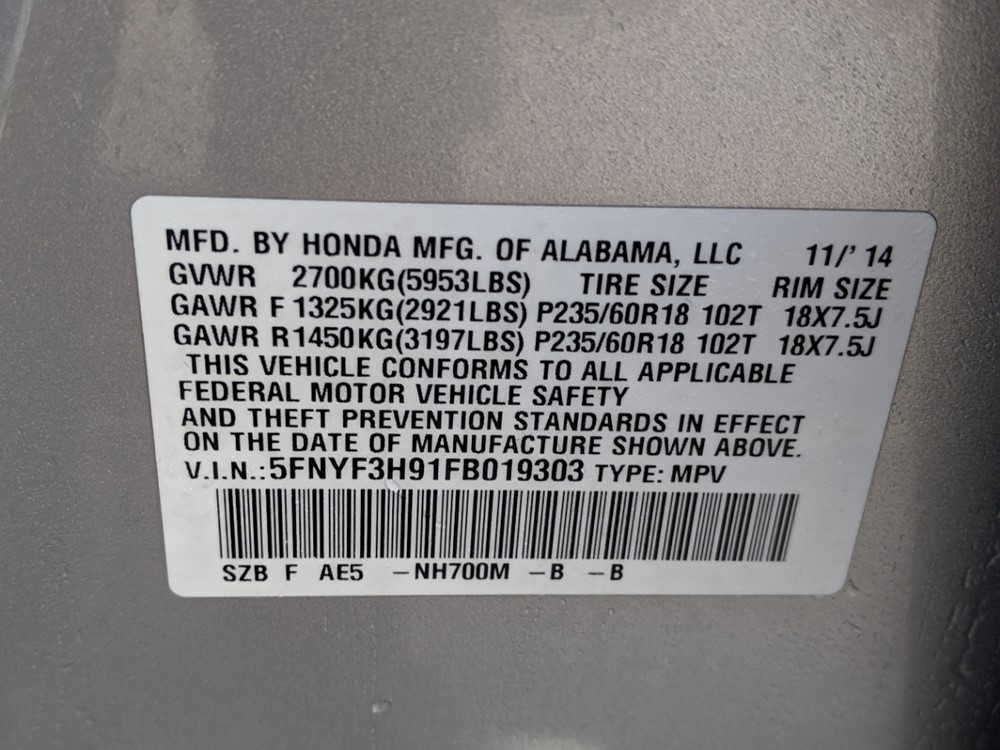 MFD. BY HONDA MFG. OF ALABAMA, LLC 11/' 14
GVWR 2700KG(5953LBS) TIRE SIZE RIM SIZE
GAWR F 1325KG(2921LBS) P235/60R18 102T 18X7.5J
GAWR R1450KG(3197LBS) P235/60R18 102T 18X7.5J
THIS VEHICLE CONFORMS TO ALL APPLICABLE
FEDERAL MOTOR VEHICLE SAFETY
AND THEFT PREVENTION STANDARDS IN EFFECT
ON THE DATE OF MANUFACTURE SHOWN ABOVE.
V.I.N.:5FNYF3H91FB019303 TYPE: MPV
SZB F AE5 –NH700M –B –B